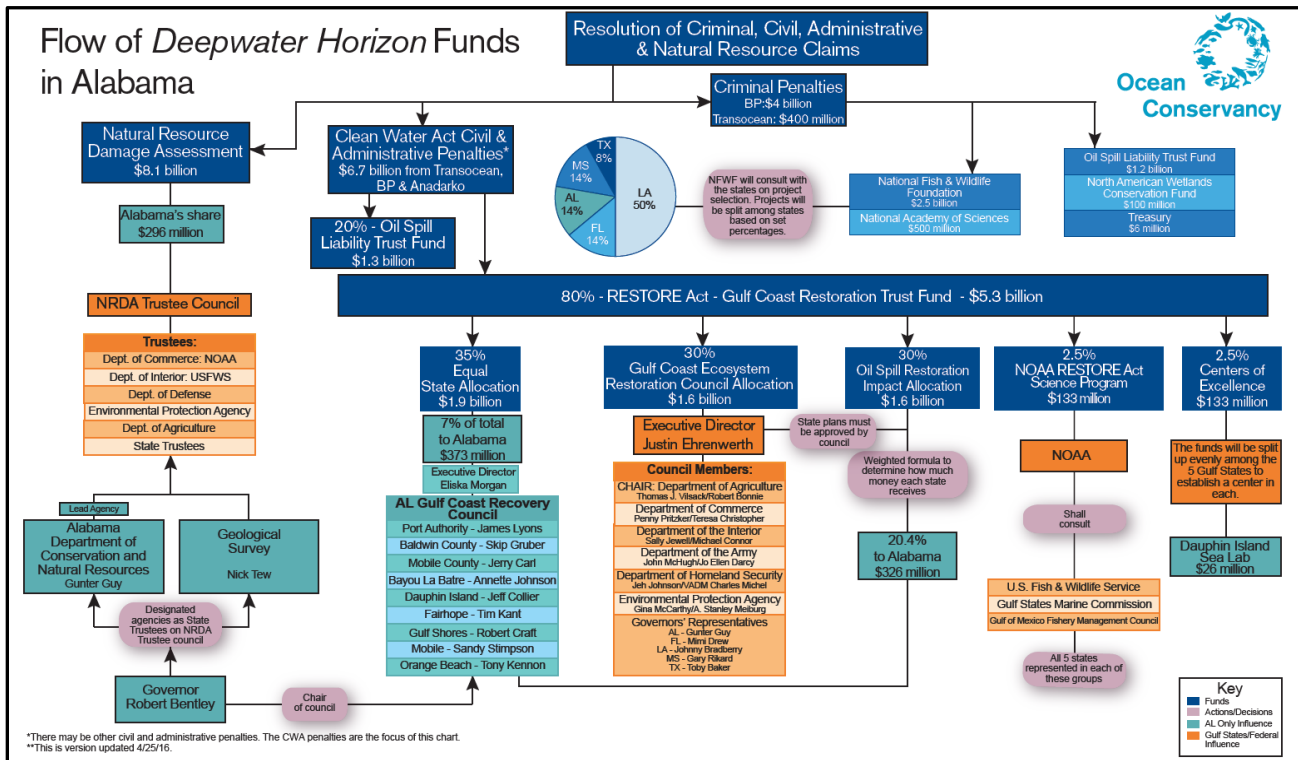 Flow of Deepwater Horizon Funds
in Alabama
Resolution of Criminal, Civil, Administrative
& Natural Resource Claims
Ocean
Conservancy
Criminal Penalties
BP:$4 billion
Transocean: $400 million
Natural Resource
Damage Assessment
$8.1 billion
Clean Water Act Civil &
Administrative Penalties*
$6.7 billion from Transocean,
BP & Anadarko
TX
8%
MS
14%
AL
14%
FL
14%
LA
50%
NFWF will consult with
the states on project
selection. Projects will
be split among states
based on set
percentages.
National Fish & Wildlife
Foundation
$2.5 billion
National Academy of Sciences
$500 million
Oil Spill Liability Trust Fund
$1.2 billion
North American Wetlands
Conservation Fund
$100 million
Treasury
$6 million
Alabama's share
$296 million
20% - Oil Spill
Liability Trust Fund
$1.3 billion
80% - RESTORE Act - Gulf Coast Restoration Trust Fund - $5.3 billion
NRDA Trustee Council
Trustees:
Dept. of Commerce: NOAA
Dept. of Interior: USFWS
Dept. of Defense
Environmental Protection Agency
Dept. of Agriculture
State Trustees
Lead Agency
Alabama
Department of
Conservation and
Natural Resources
Gunter Guy
Geological
Survey
Nick Tew
Designated
agencies as State
Trustees on NRDA
Trustee council
Governor
Robert Bentley
Chair
of council
35%
Equal
State Allocation
$1.9 billion
7% of total
to Alabama
$373 million
Executive Director
Eliska Morgan
AL Gulf Coast Recovery
Council
Port Authority - James Lyons
Baldwin County - Skip Gruber
Mobile County - Jerry Carl
Bayou La Batre - Annette Johnson
Dauphin Island - Jeff Collier
Fairhope - Tim Kant
Gulf Shores - Robert Craft
Mobile - Sandy Stimpson
Orange Beach - Tony Kennon
30%
Gulf Coast Ecosystem
Restoration Council Allocation
$1.6 billion
Executive Director
Justin Ehrenwerth
Council Members:
CHAIR: Department of Agriculture
Thomas J. Vilsack/Robert Bonnie
Department of Commerce
Penny Pritzker/Teresa Christopher
Department of the Interior
Sally Jewell/Michael Connor
Department of the Army
John McHugh/Jo Ellen Darcy
Department of Homeland Security
Jeh Johnson/VADM Charles Michel
Environmental Protection Agency
Gina McCarthy/A. Stanley Meiburg
Governors' Representatives
AL - Gunter Guy
FL - Mimi Drew
LA - Johnny Bradberry
MS - Gary Rikard
TX - Toby Baker
30%
Oil Spill Restoration
Impact Allocation
$1.6 billion
State plans must
be approved by
council
Weighted formula to
determine how much
money each state
receives
20.4%
to Alabama
$326 million
2.5%
NOAA RESTORE Act
Science Program
$133 million
NOAA
Shall
consult
U.S. Fish & Wildlife Service
Gulf States Marine Commission
Gulf of Mexico Fishery Management Council
All 5 states
represented in each of
these groups
2.5%
Centers of
Excellence
$133 million
The funds will be split
up evenly among the
5 Gulf States to
establish a center in
each.
Dauphin Island
Sea Lab
$26 million
Key
Funds
Actions/Decisions
AL Only Influence
Gulf States/Federal
Influence
*There may be other civil and administrative penalties. The CWA penalties are the focus of this chart.
**This is version updated 4/25/16.